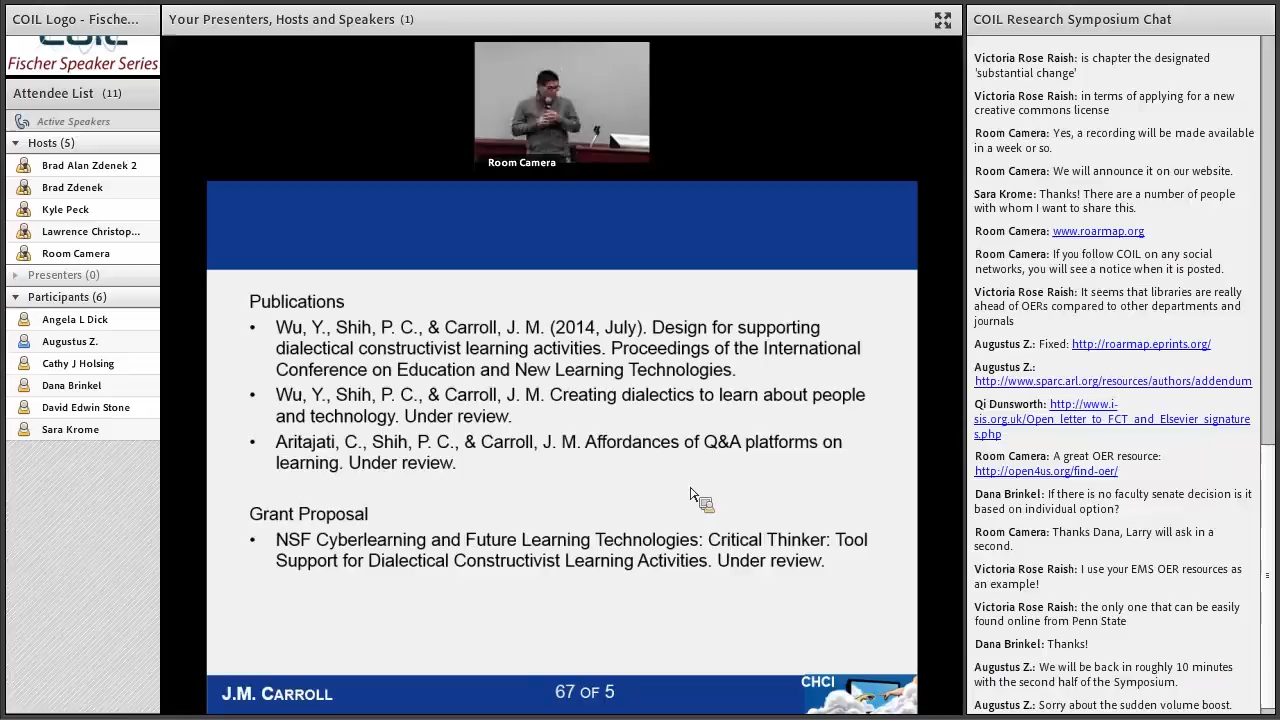 COIL Logo - Fische...
COIL
Fischer Speaker Series
Attendee List (11)
Active Speakers
Hosts (5)
Brad Alan Zdenek 2
Brad Zdenek
Kyle Peck
Lawrence Christop...
Room Camera
Presenters (0)
Participants (6)
Angela L Dick
Augustus Z.
Cathy J Holsing
Dana Brinkel
David Edwin Stone
Sara Krome
Your Presenters, Hosts and Speakers (1)
Room Camera
Publications
• Wu, Y., Shih, P. C., & Carroll, J. M. (2014, July). Design for supporting
dialectical constructivist learning activities. Proceedings of the International
Conference on Education and New Learning Technologies.
• Wu, Y., Shih, P. C., & Carroll, J. M. Creating dialectics to learn about people
and technology. Under review.
• Aritajati, C., Shih, P. C., & Carroll, J. M. Affordances of Q&A platforms on
learning. Under review.
Grant Proposal
• NSF Cyberlearning and Future Learning Technologies: Critical Thinker: Tool
Support for Dialectical Constructivist Learning Activities. Under review.
J.M. CARROLL
67 OF 5
CHCI
COIL Research Symposium Chat
Victoria Rose Raish: is chapter the designated
'substantial change'
Victoria Rose Raish: in terms of applying for a new
creative commons license
Room Camera: Yes, a recording will be made available
in a week or so.
Room Camera: We will announce it on our website.
Sara Krome: Thanks! There are a number of people
with whom I want to share this.
Room Camera: www.roarmap.org
Room Camera: If you follow COIL on any social
networks, you will see a notice when it is posted.
Victoria Rose Raish: It seems that libraries are really
ahead of OERs compared to other departments and
journals
Augustus Z.: Fixed: http://roarmap.eprints.org/
Augustus Z.:
http://www.sparc.arl.org/resources/authors/addendum
Qi Dunsworth: http://www.i-
sis.org.uk/Open_letter_to_FCT_and_Elsevier_signature
s.php
Room Camera: A great OER resource:
http://open4us.org/find-oer/
Dana Brinkel: If there is no faculty senate decision is it
based on individual option?
Room Camera: Thanks Dana, Larry will ask in a
second.
Victoria Rose Raish: I use your EMS OER resources as
an example!
Victoria Rose Raish: the only one that can be easily
found online from Penn State
Dana Brinkel: Thanks!
Augustus Z.: We will be back in roughly 10 minutes
with the second half of the Symposium.
Augustus Z.: Sorry about the sudden volume boost.